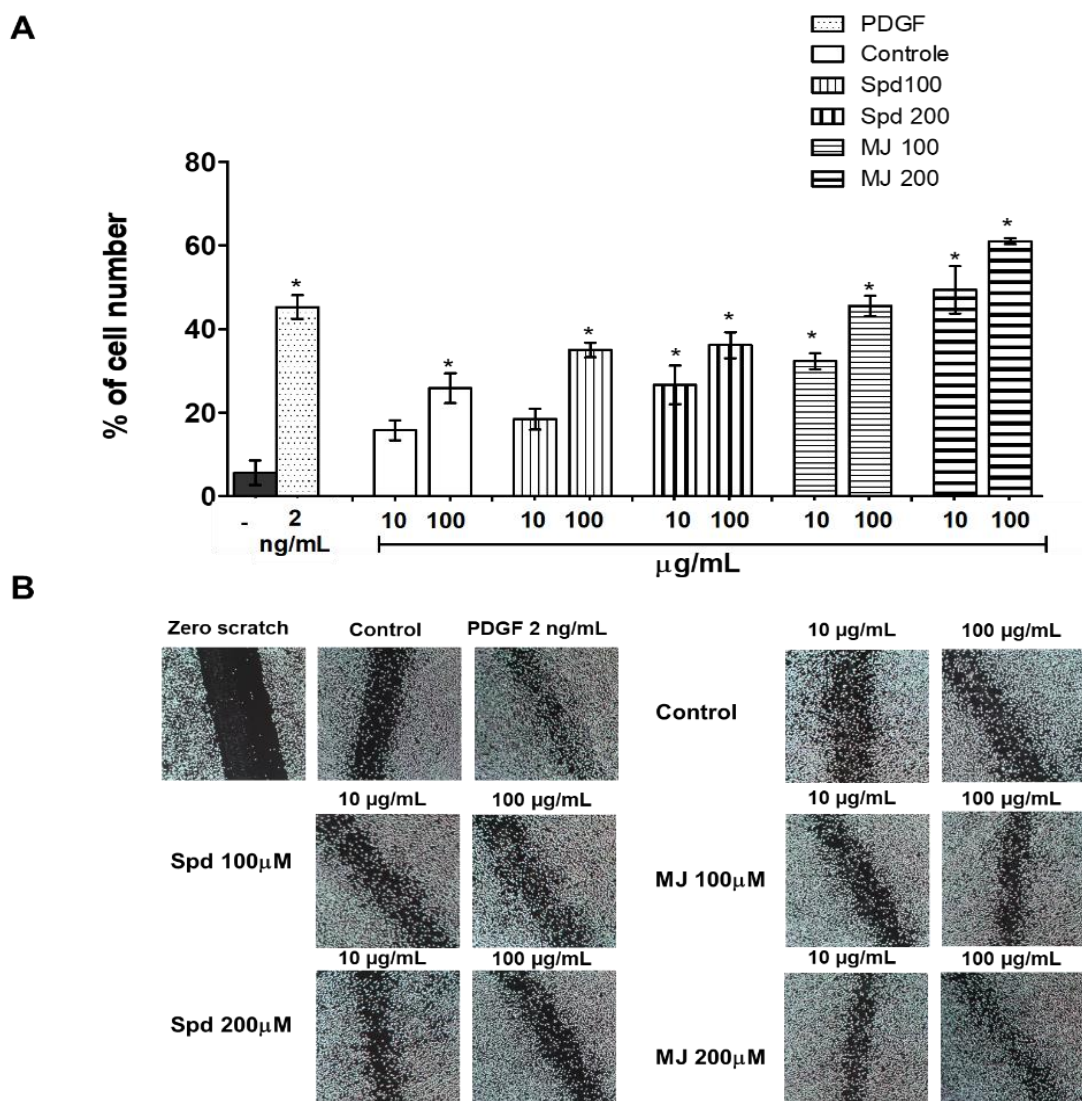 A
PDGF
Controle
Spd100
Spd 200
MJ 100
MJ 200
% of cell number
80
60
40
20
0
* * * * * * * * *
- 2 10 100 10 100 10 100 10 100 10 100
ng/mL
μg/mL
B
Zero scratch Control PDGF 2 ng/mL 10 µg/mL 100 µg/mL
Control
10 µg/mL 100 µg/mL 10 µg/mL 100 µg/mL
Spd 100μM MJ 100μM
10 µg/mL 100 µg/mL 10 µg/mL 100 µg/mL
Spd 200μM MJ 200μM